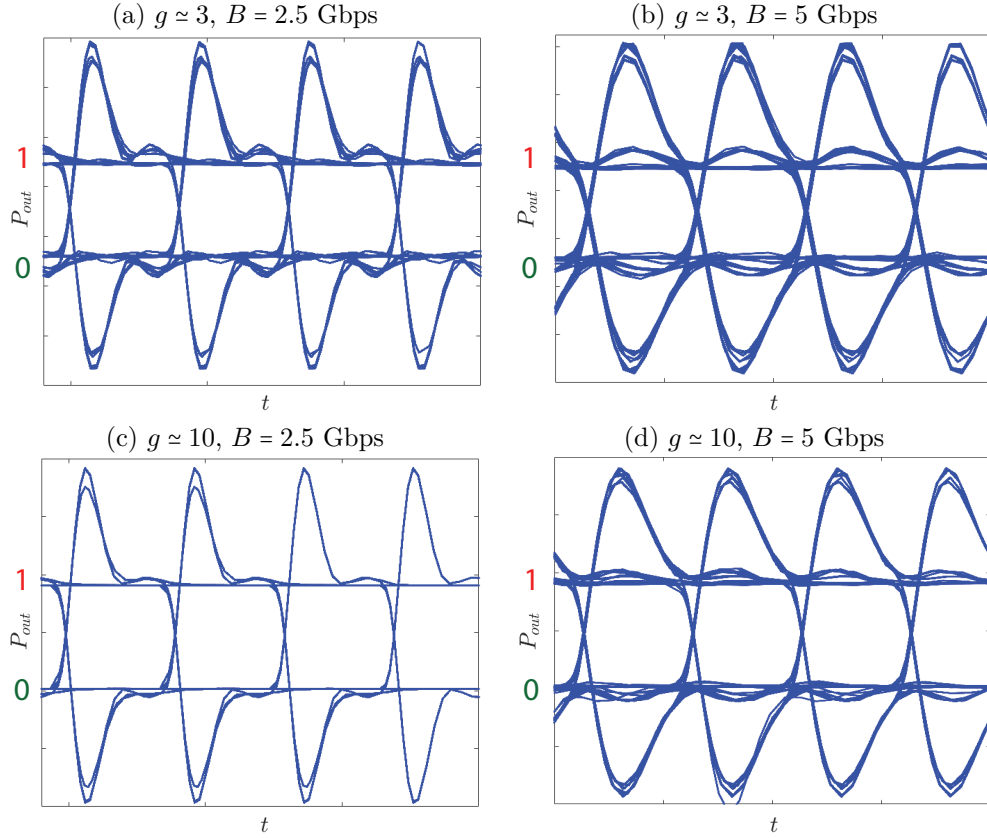 (a) g ≃ 3, B = 2.5 Gbps
1
P_out
0
t
(b) g ≃ 3, B = 5 Gbps
1
P_out
0
t
(c) g ≃ 10, B = 2.5 Gbps
1
P_out
0
t
(d) g ≃ 10, B = 5 Gbps
1
P_out
0
t